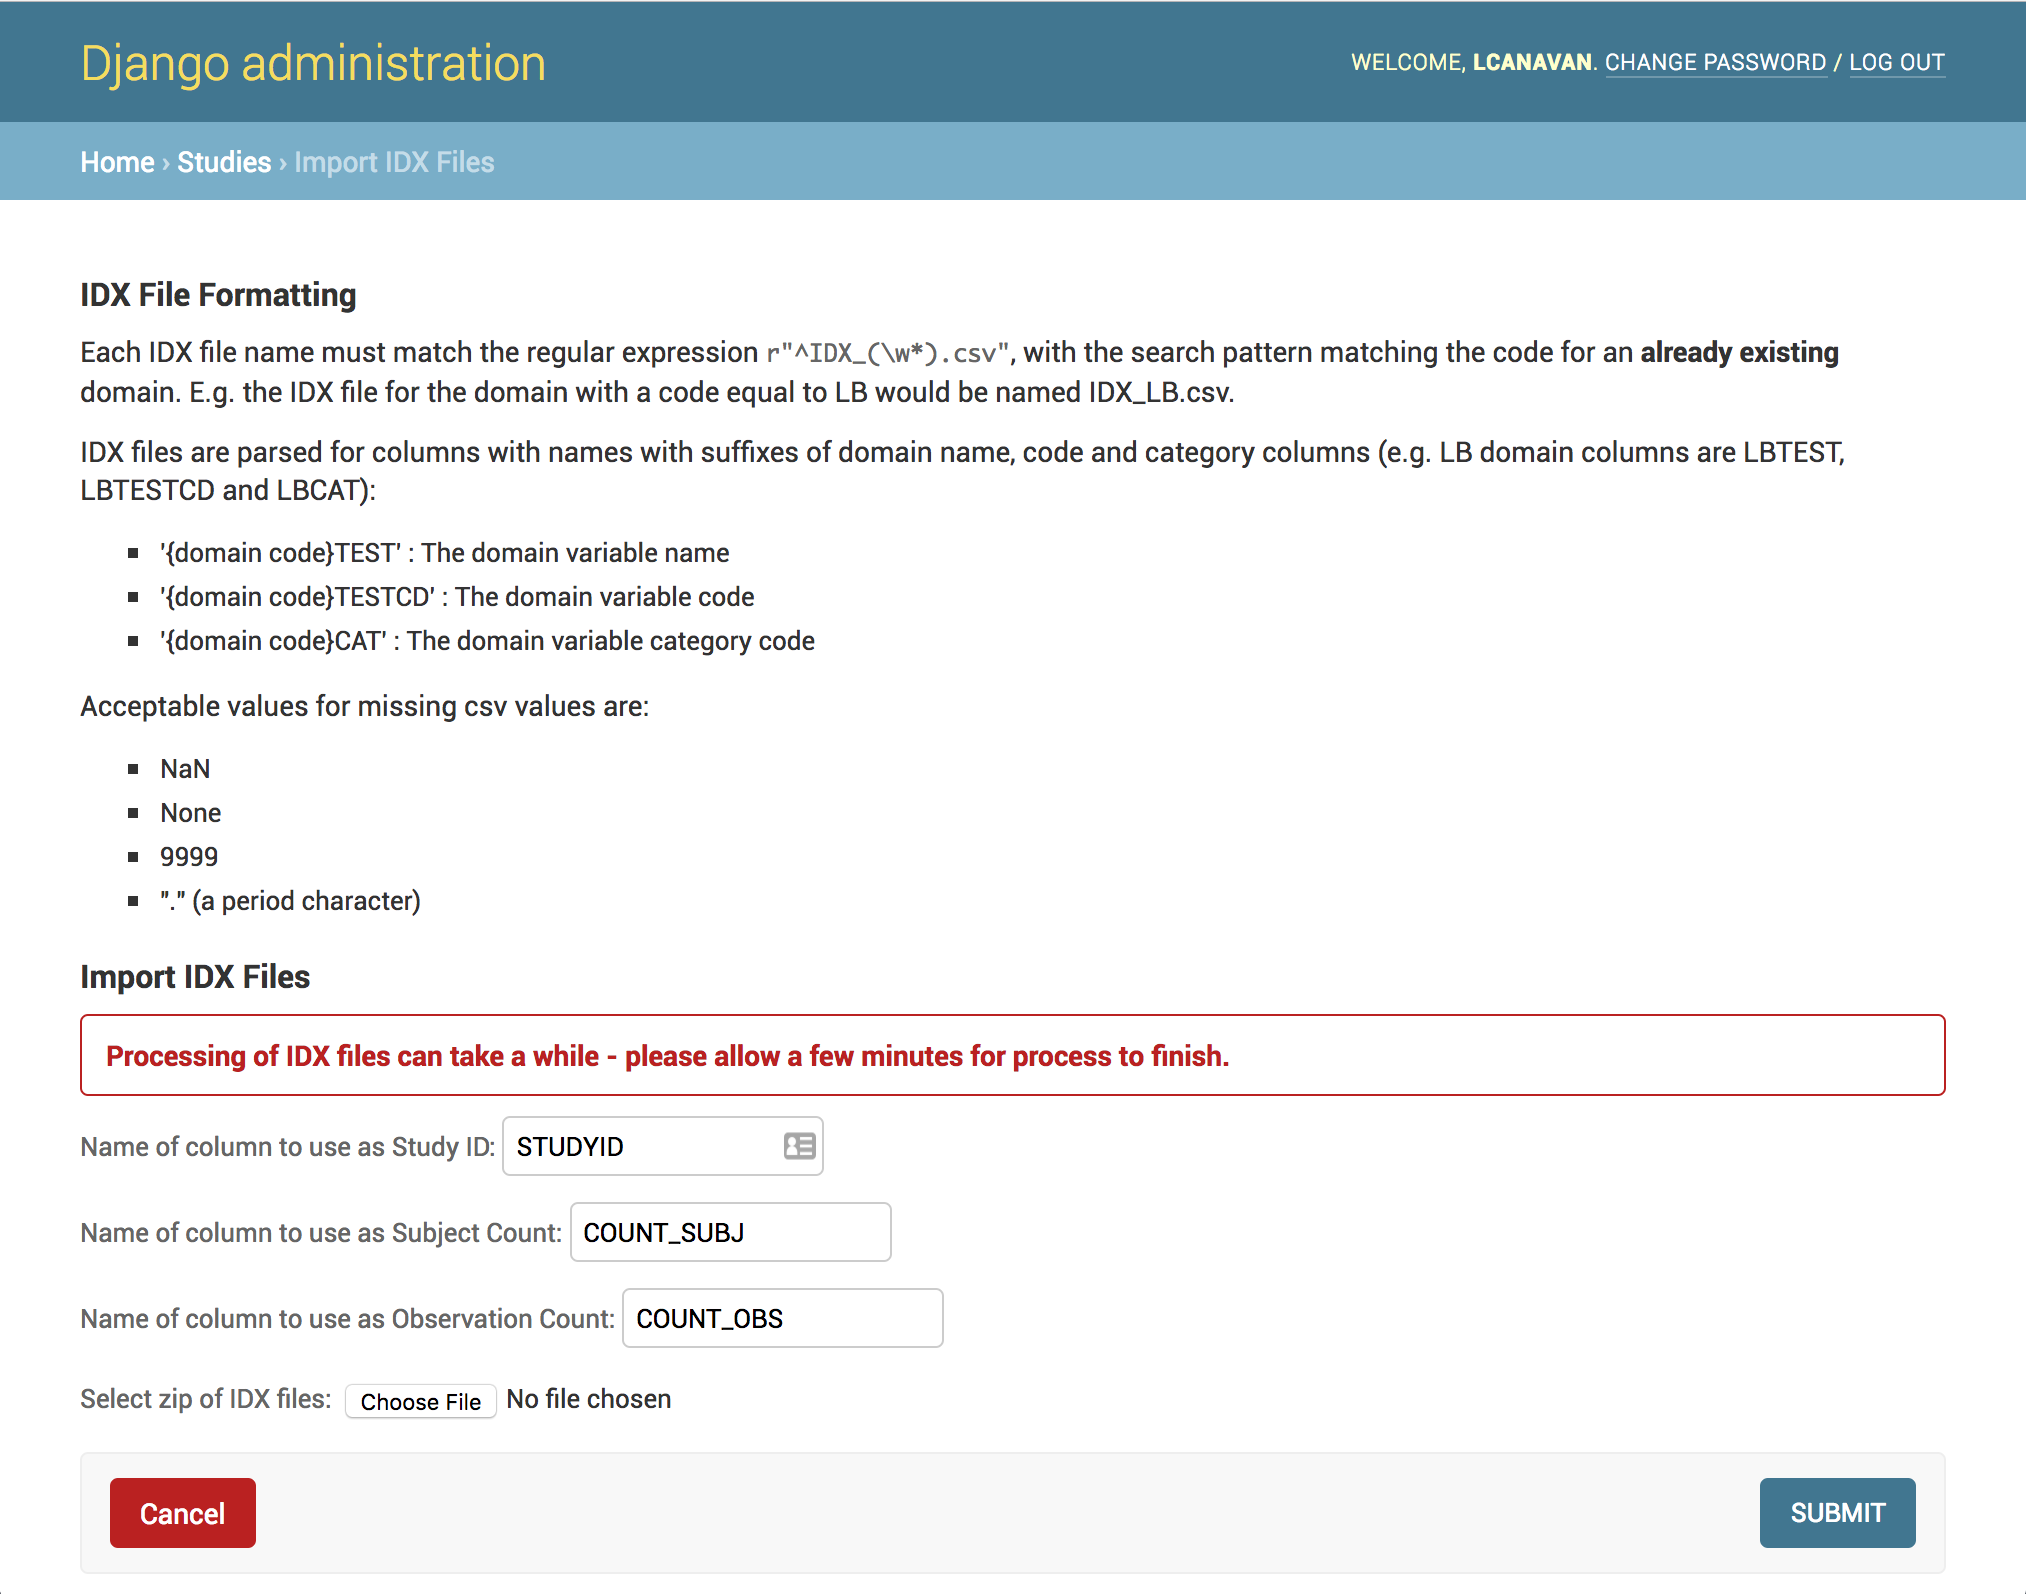 Django administration
WELCOME, LCANAVAN. CHANGE PASSWORD / LOG OUT
Home › Studies › Import IDX Files
IDX File Formatting
Each IDX file name must match the regular expression r"^IDX_(\w*).csv", with the search pattern matching the code for an already existing
domain. E.g. the IDX file for the domain with a code equal to LB would be named IDX_LB.csv.
IDX files are parsed for columns with names with suffixes of domain name, code and category columns (e.g. LB domain columns are LBTEST,
LBTESTCD and LBCAT):
'{domain code}TEST' : The domain variable name
'{domain code}TESTCD' : The domain variable code
'{domain code}CAT' : The domain variable category code
Acceptable values for missing csv values are:
NaN
None
9999
"." (a period character)
Import IDX Files
Processing of IDX files can take a while - please allow a few minutes for process to finish.
Name of column to use as Study ID: STUDYID
Name of column to use as Subject Count: COUNT_SUBJ
Name of column to use as Observation Count: COUNT_OBS
Select zip of IDX files: Choose File No file chosen
Cancel SUBMIT